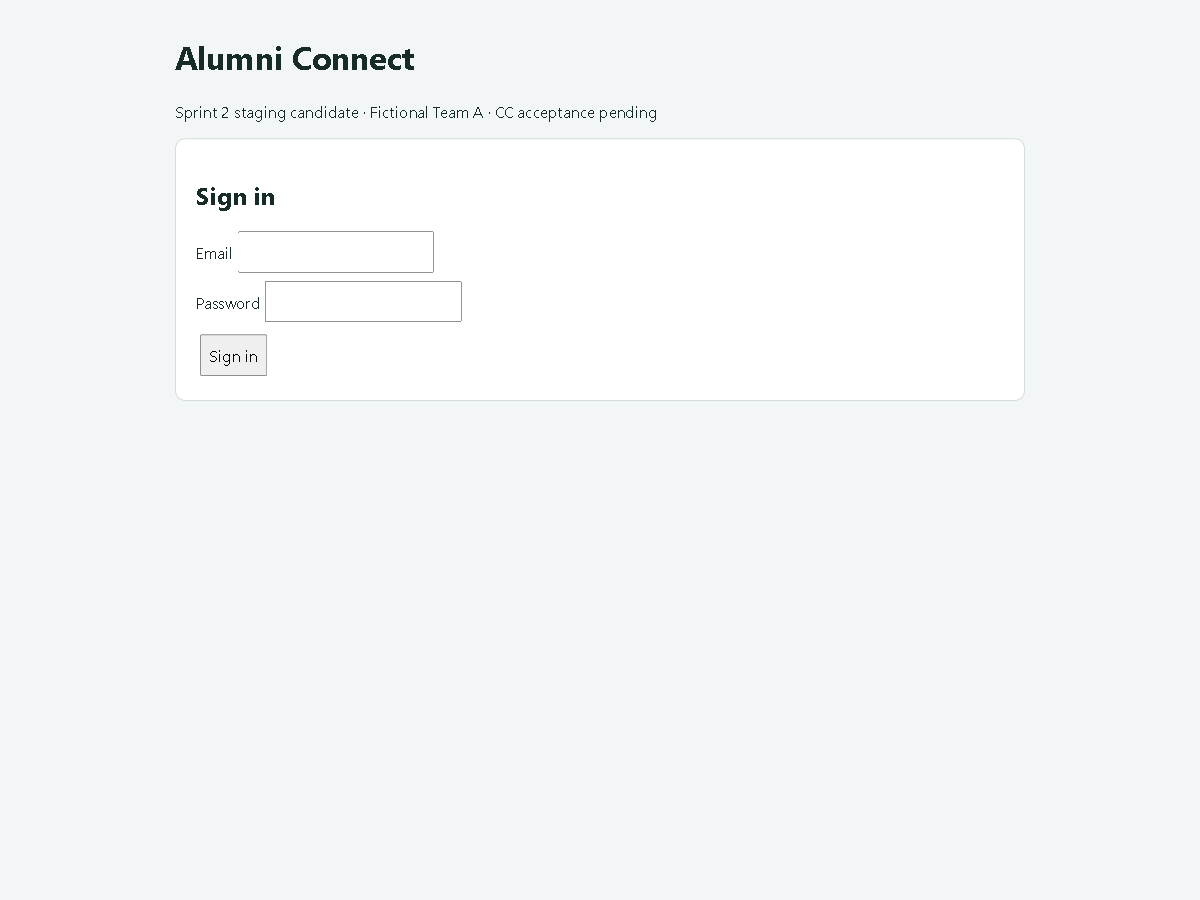 Alumni Connect
Sprint 2 staging candidate · Fictional Team A · CC acceptance pending
Sign in
Email
Password
Sign in